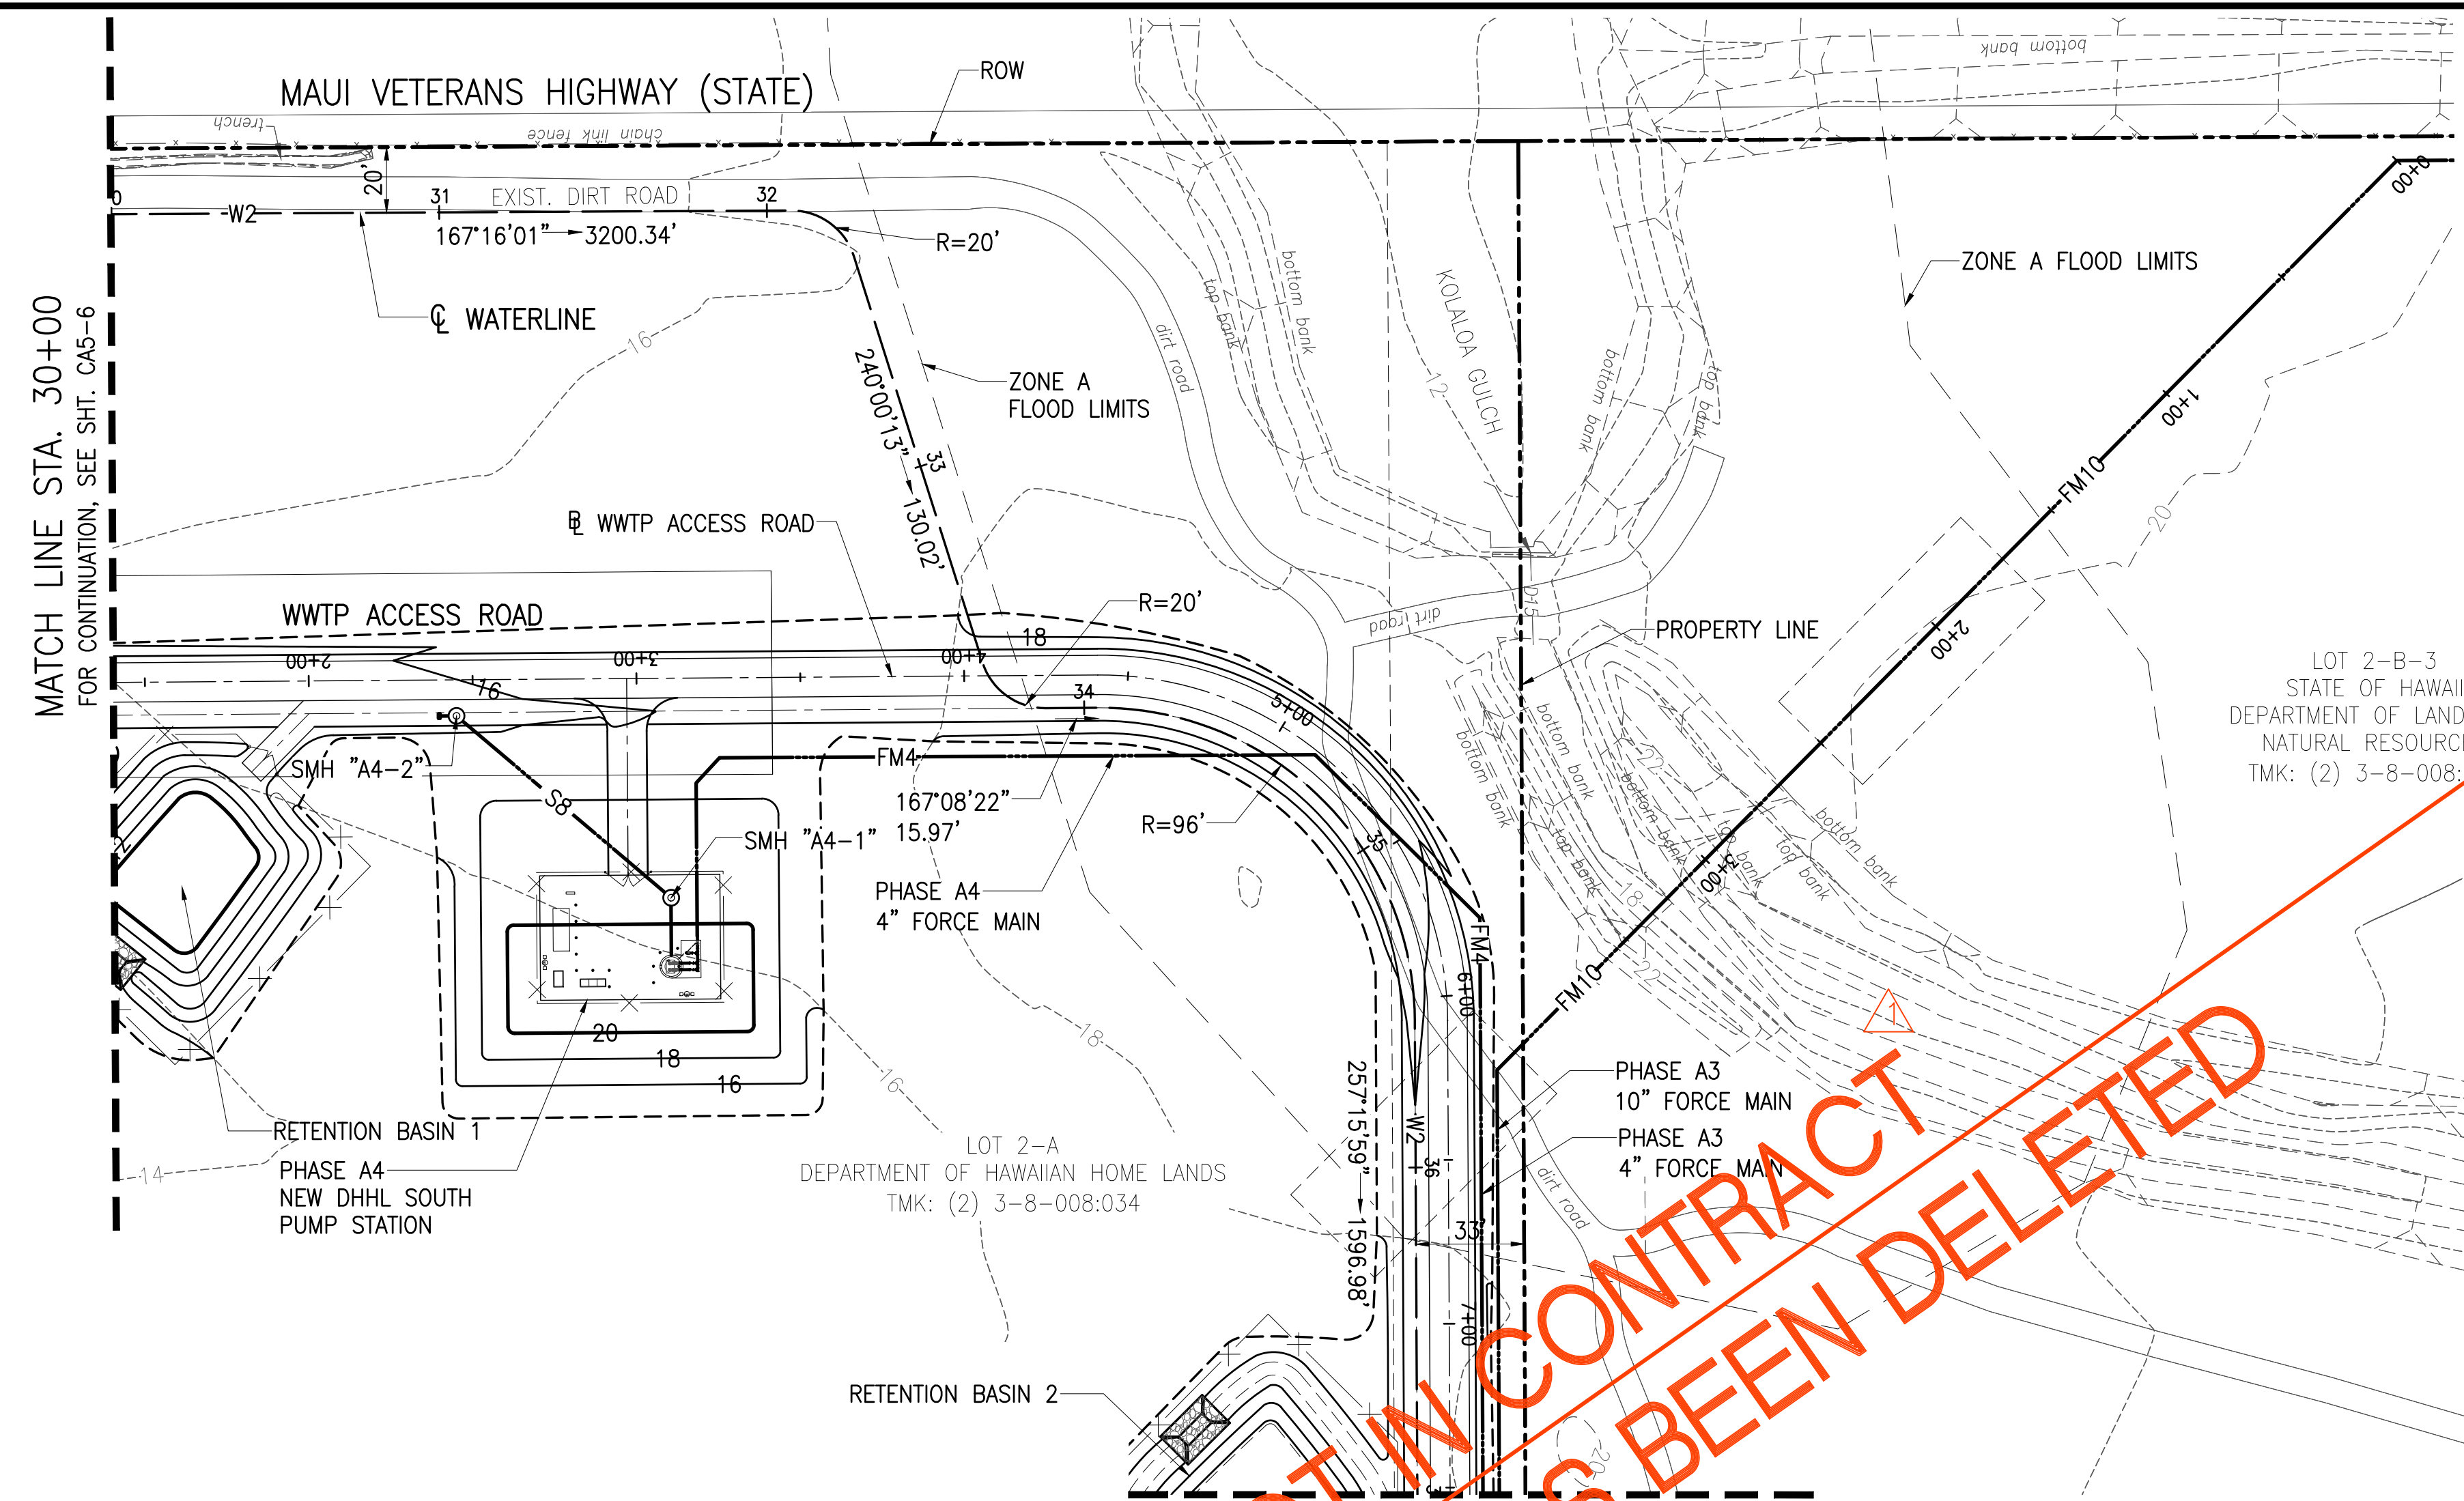 MAUI VETERANS HIGHWAY (STATE)
ROW
bottom bank
trench
chain link fence
20'
0
W2
31
EXIST. DIRT ROAD
32
167°16'01" 3200.34'
R=20'
℄ WATERLINE
16
MATCH LINE STA. 30+00
FOR CONTINUATION, SEE SHT. CA5-6
240°00'13" 130.02'
33
ZONE A
FLOOD LIMITS
dirt road
top bank
bottom bank
12
KOLALOA GULCH
bottom bank
top bank
ZONE A FLOOD LIMITS
0+00
1+00
FM10
20
2+00
3+00
FM10
B WWTP ACCESS ROAD
WWTP ACCESS ROAD
2+00
3+00
4+00
18
16
34
R=20'
5+00
dirt road
D15
PROPERTY LINE
LOT 2-B-3
STATE OF HAWAII
DEPARTMENT OF LAND
NATURAL RESOURC
TMK: (2) 3-8-008:
SMH "A4-2"
S8
SMH "A4-1"
FM4
167°08'22"
15.97'
R=96'
35
PHASE A4
4" FORCE MAIN
FM4
6+00
bottom bank
bottom bank
top bank
22
bottom bank
top bank
top bank
bottom bank
18
22
20
18
16
16
18
14
RETENTION BASIN 1
PHASE A4
NEW DHHL SOUTH
PUMP STATION
LOT 2-A
DEPARTMENT OF HAWAIIAN HOME LANDS
TMK: (2) 3-8-008:034
257°15'59" 1596.98'
W2
36
33'
7+00
dirt road
PHASE A3
10" FORCE MAIN
PHASE A3
4" FORCE MAIN
1
RETENTION BASIN 2
20
IN CONTRACT
BEEN DELETED